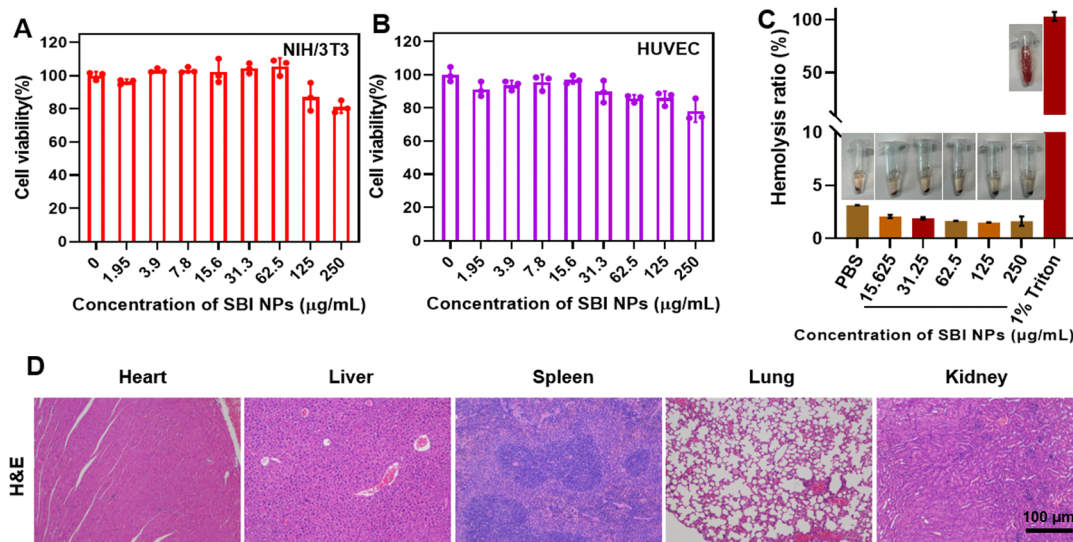 A
NIH/3T3
Cell viability(%)
120
100
80
60
40
20
0
0
1.95
3.9
7.8
15.6
31.3
62.5
125
250
Concentration of SBI NPs (μg/mL)
B
HUVEC
Cell viability(%)
120
100
80
60
40
20
0
0
1.95
3.9
7.8
15.6
31.3
62.5
125
250
Concentration of SBI NPs (μg/mL)
C
Hemolysis ratio (%)
100
50
10
5
0
PBS
15.625
31.25
62.5
125
250
1% Triton
Concentration of SBI NPs (μg/mL)
D
Heart Liver Spleen Lung Kidney
H&E
100 μm